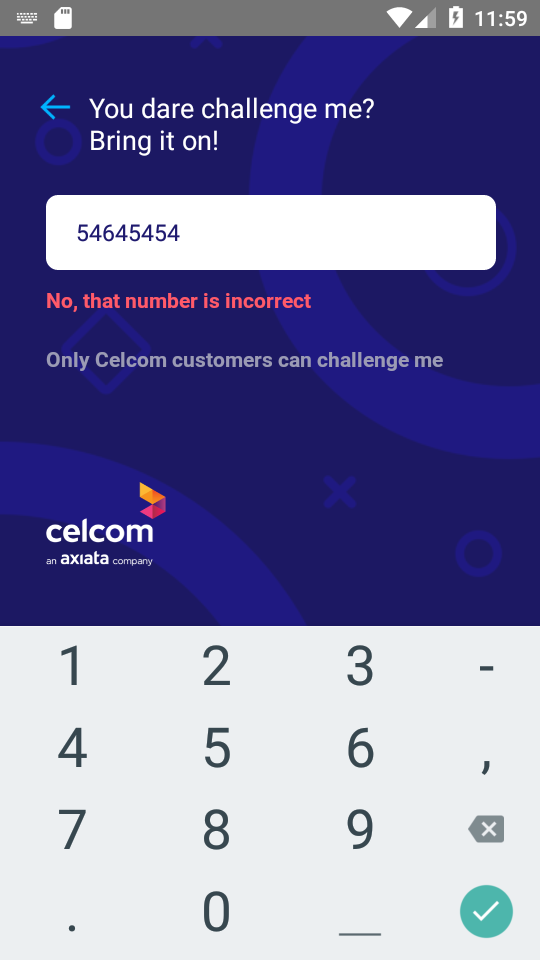 11:59
You dare challenge me?
Bring it on!
54645454
No, that number is incorrect
Only Celcom customers can challenge me
celcom
an axiata company
1 2 3 -
4 5 6 ,
7 8 9
. 0 _